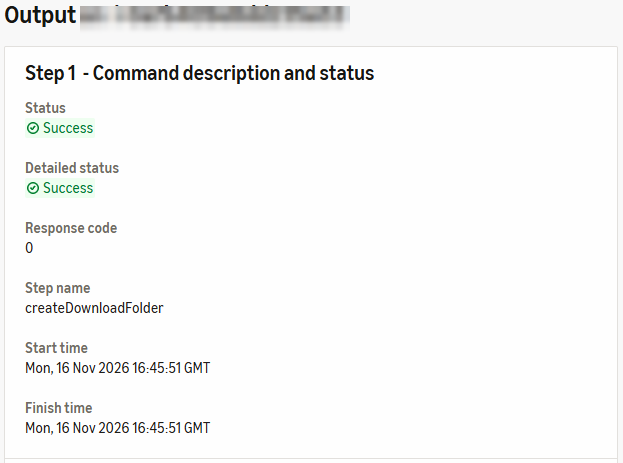 Output
Step 1 - Command description and status
Status
Success
Detailed status
Success
Response code
0
Step name
createDownloadFolder
Start time
Mon, 16 Nov 2026 16:45:51 GMT
Finish time
Mon, 16 Nov 2026 16:45:51 GMT